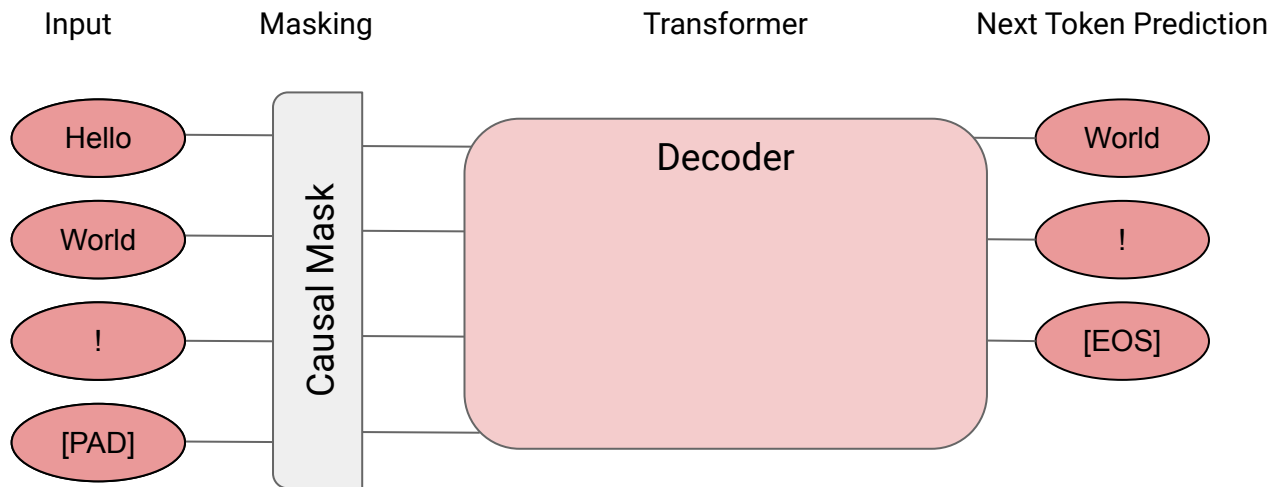 Input
Masking
Transformer
Next Token Prediction
Hello
World
!
[PAD]
Causal Mask
Decoder
World
!
[EOS]